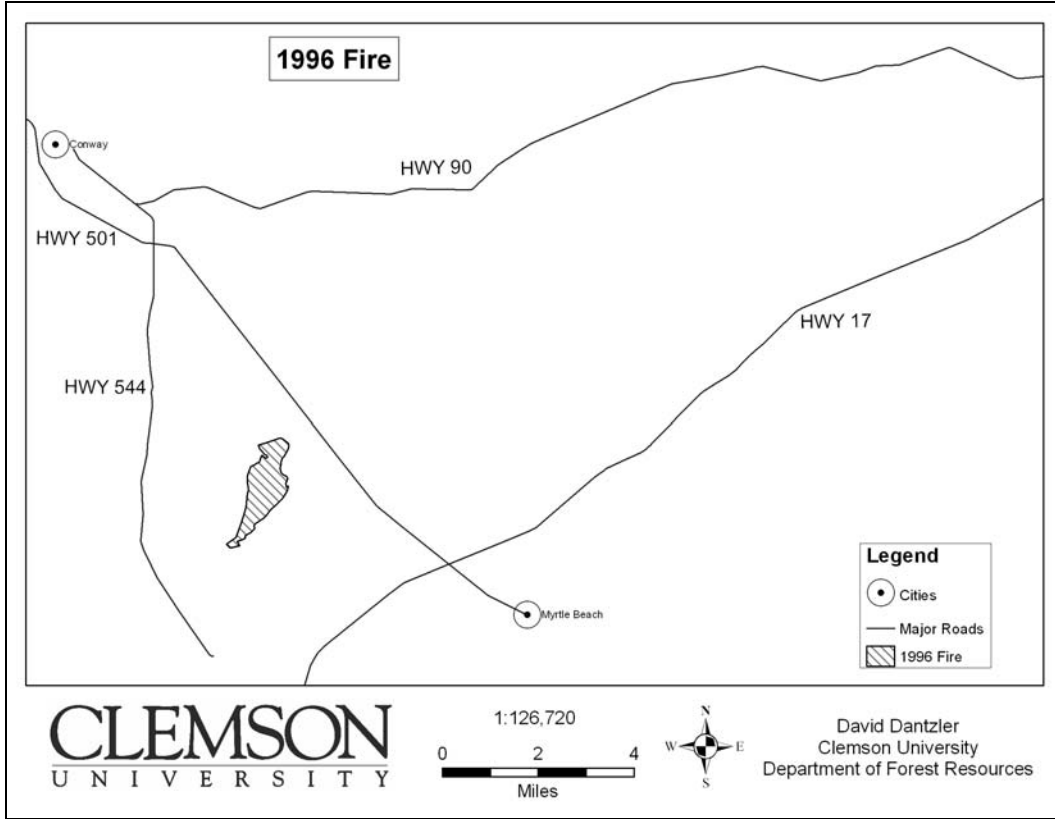 1996 Fire
Conway
HWY 90
HWY 501
HWY 17
HWY 544
Myrtle Beach
Legend
Cities
Major Roads
1996 Fire
CLEMSON
UNIVERSITY
1:126,720
0 2 4
Miles
N
W E
S
David Dantzler
Clemson University
Department of Forest Resources